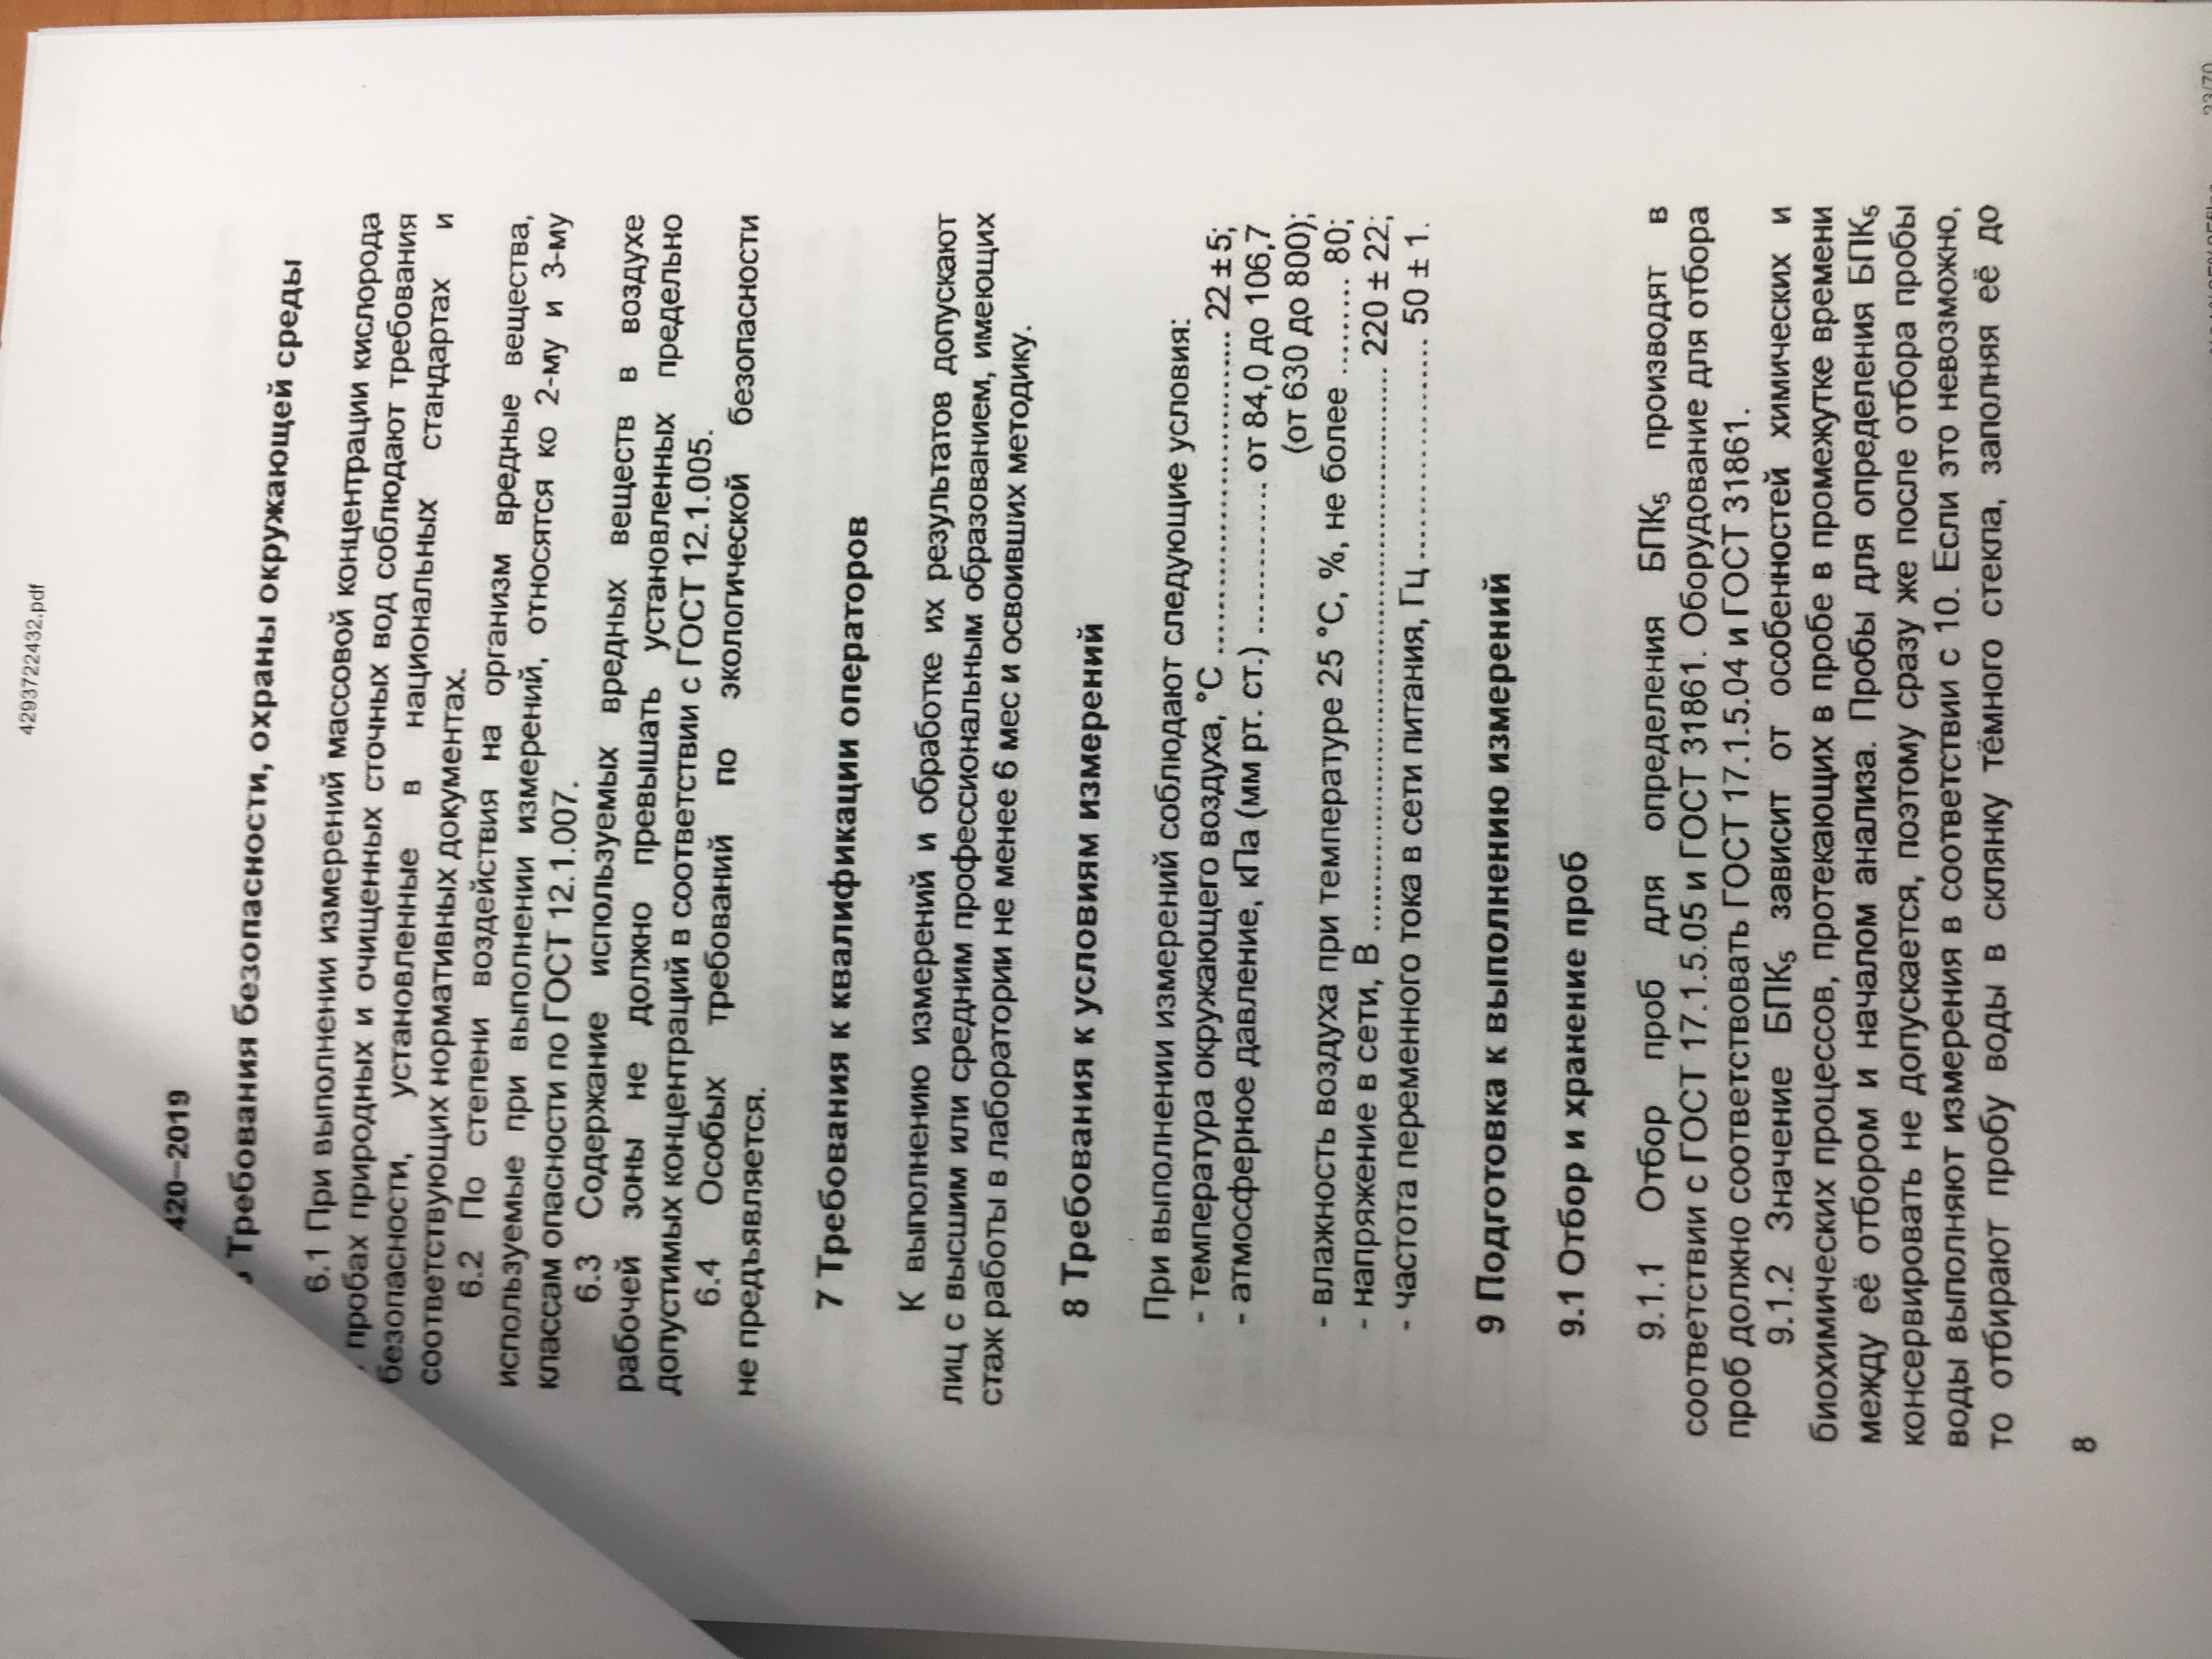 4293722432.pdf
420–2019
Требования безопасности, охраны окружающей среды
6.1 При выполнении измерений массовой концентрации кислорода
пробах природных и очищенных сточных вод соблюдают требования
безопасности, установленные в национальных стандартах и
соответствующих нормативных документах.
6.2 По степени воздействия на организм вредные вещества,
используемые при выполнении измерений, относятся ко 2-му и 3-му
классам опасности по ГОСТ 12.1.007.
6.3 Содержание используемых вредных веществ в воздухе
рабочей зоны не должно превышать установленных предельно
допустимых концентраций в соответствии с ГОСТ 12.1.005.
6.4 Особых требований по экологической безопасности
не предъявляется.
7 Требования к квалификации операторов
К выполнению измерений и обработке их результатов допускают
лиц с высшим или средним профессиональным образованием, имеющих
стаж работы в лаборатории не менее 6 мес и освоивших методику.
8 Требования к условиям измерений
При выполнении измерений соблюдают следующие условия:
- температура окружающего воздуха, °С ................................ 22 ± 5;
- атмосферное давление, кПа (мм рт. ст.) ............... от 84,0 до 106,7
(от 630 до 800);
- влажность воздуха при температуре 25 °С, %, не более .......... 80;
- напряжение в сети, В ........................................................ 220 ± 22;
- частота переменного тока в сети питания, Гц ...................... 50 ± 1.
9 Подготовка к выполнению измерений
9.1 Отбор и хранение проб
9.1.1 Отбор проб для определения БПК₅ производят в
соответствии с ГОСТ 17.1.5.05 и ГОСТ 31861. Оборудование для отбора
проб должно соответствовать ГОСТ 17.1.5.04 и ГОСТ 31861.
9.1.2 Значение БПК₅ зависит от особенностей химических и
биохимических процессов, протекающих в пробе в промежутке времени
между её отбором и началом анализа. Пробы для определения БПК₅
консервировать не допускается, поэтому сразу же после отбора пробы
воды выполняют измерения в соответствии с 10. Если это невозможно,
то отбирают пробу воды в склянку тёмного стекла, заполняя её до
8
23/70